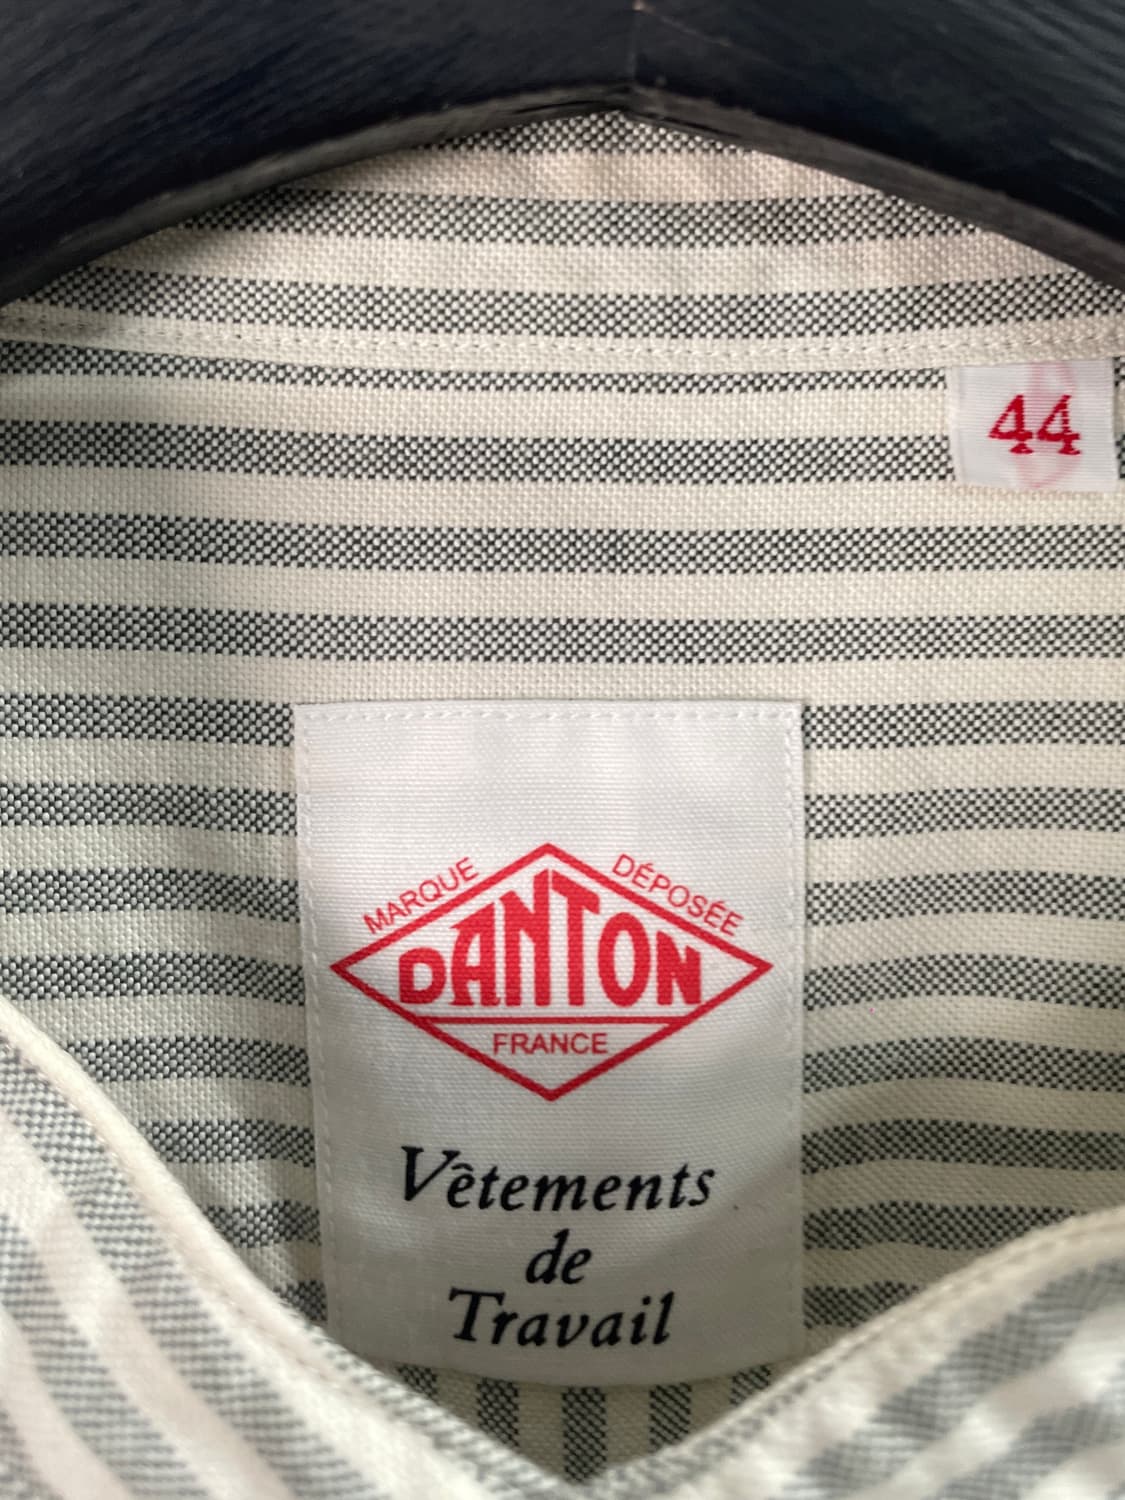 44
MARQUE DÉPOSÉE
DANTON
FRANCE
Vêtements
de
Travail